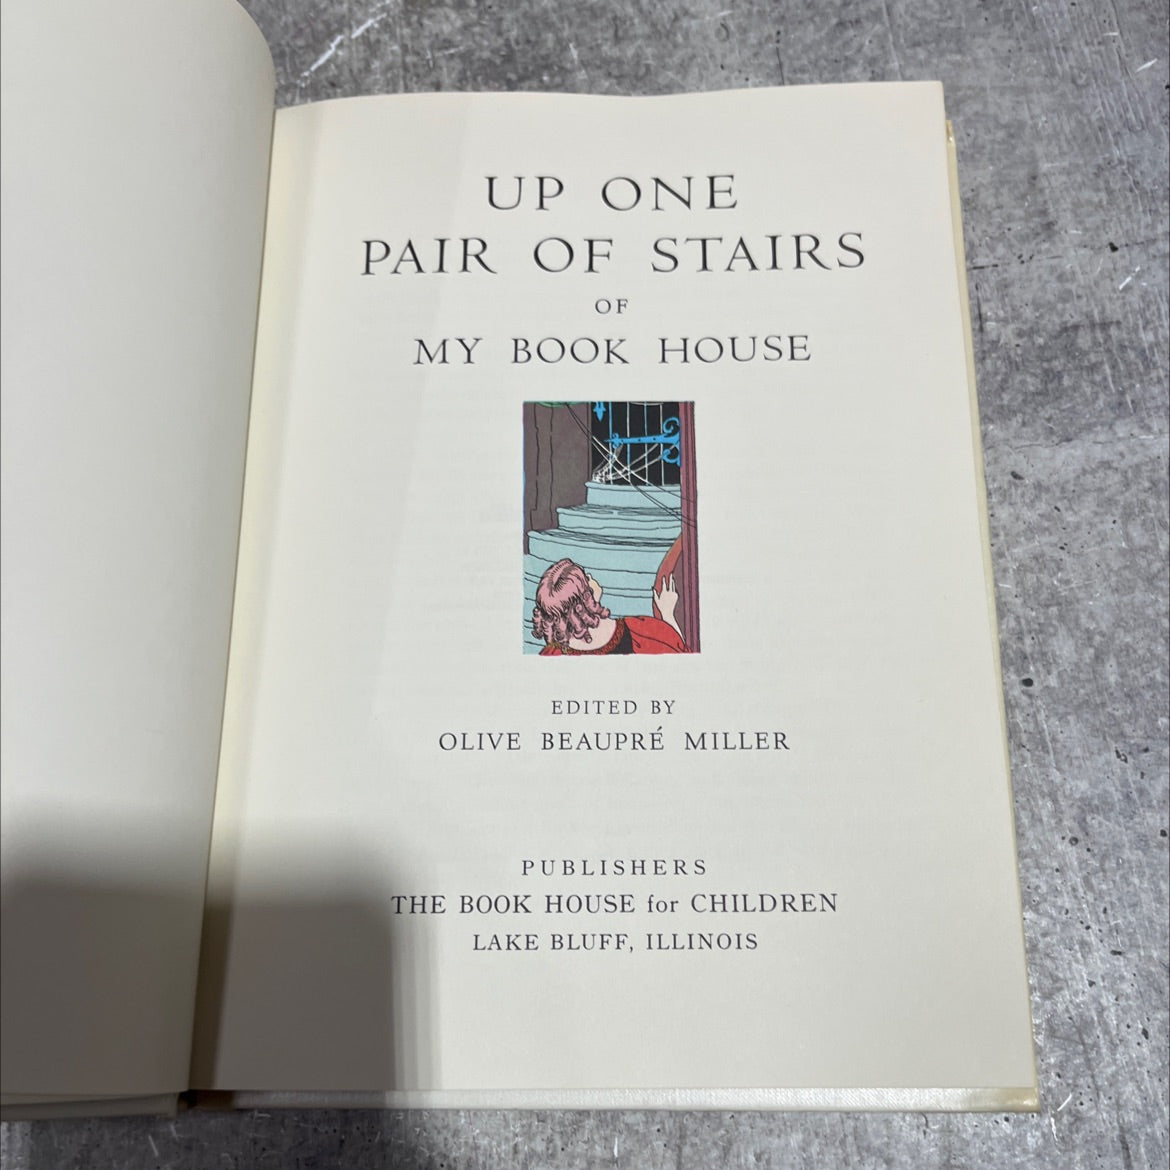 UP ONE
PAIR OF STAIRS
OF
MY BOOK HOUSE
EDITED BY
OLIVE BEAUPRÉ MILLER
PUBLISHERS
THE BOOK HOUSE for CHILDREN
LAKE BLUFF, ILLINOIS